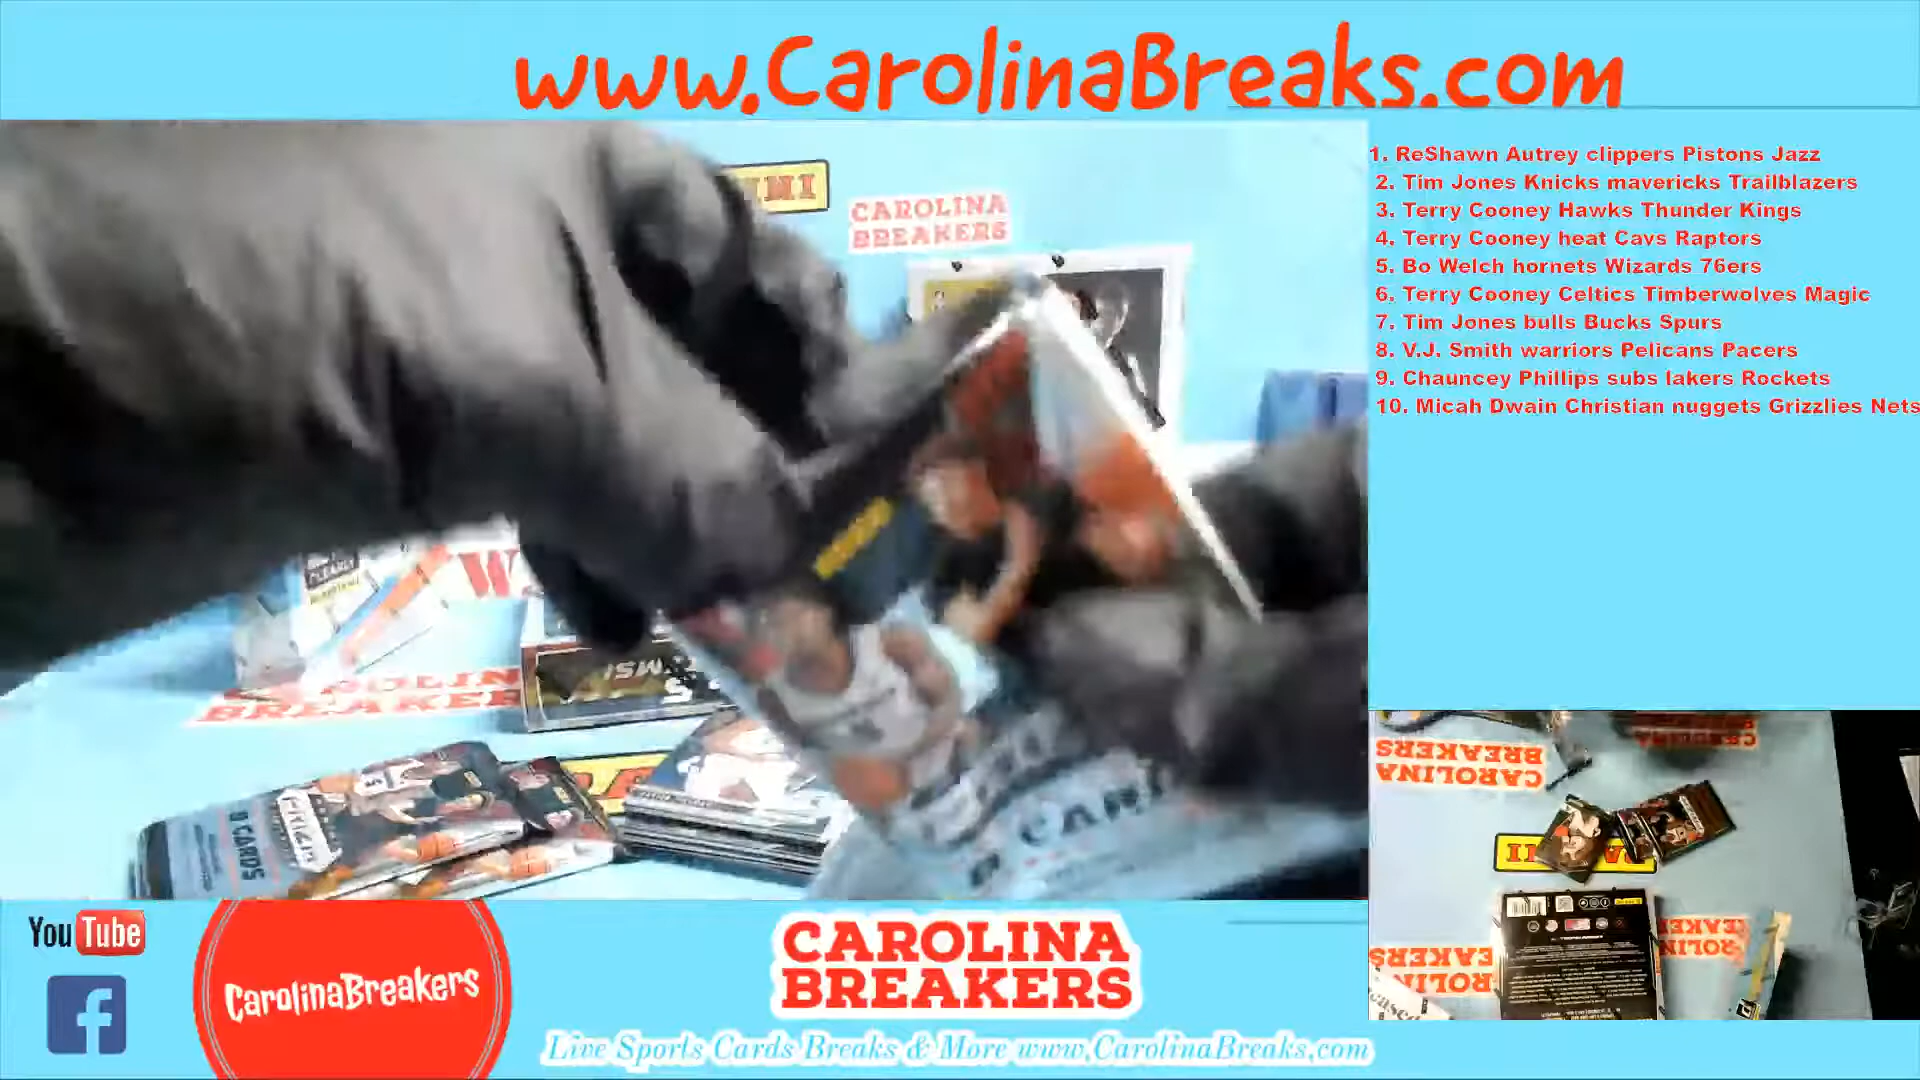 www.CarolinaBreaks.com
CAROLINA
BREAKERS
1. ReShawn Autrey clippers Pistons Jazz
2. Tim Jones Knicks mavericks Trailblazers
3. Terry Cooney Hawks Thunder Kings
4. Terry Cooney heat Cavs Raptors
5. Bo Welch hornets Wizards 76ers
6. Terry Cooney Celtics Timberwolves Magic
7. Tim Jones bulls Bucks Spurs
8. V.J. Smith warriors Pelicans Pacers
9. Chauncey Phillips subs lakers Rockets
10. Micah Dwain Christian nuggets Grizzlies Nets
PRIZM
CARDS
CAROLINA
BREAKERS
You Tube
CarolinaBreakers
CAROLINA
BREAKERS
Live Sports Cards Breaks & More www.CarolinaBreaks.com